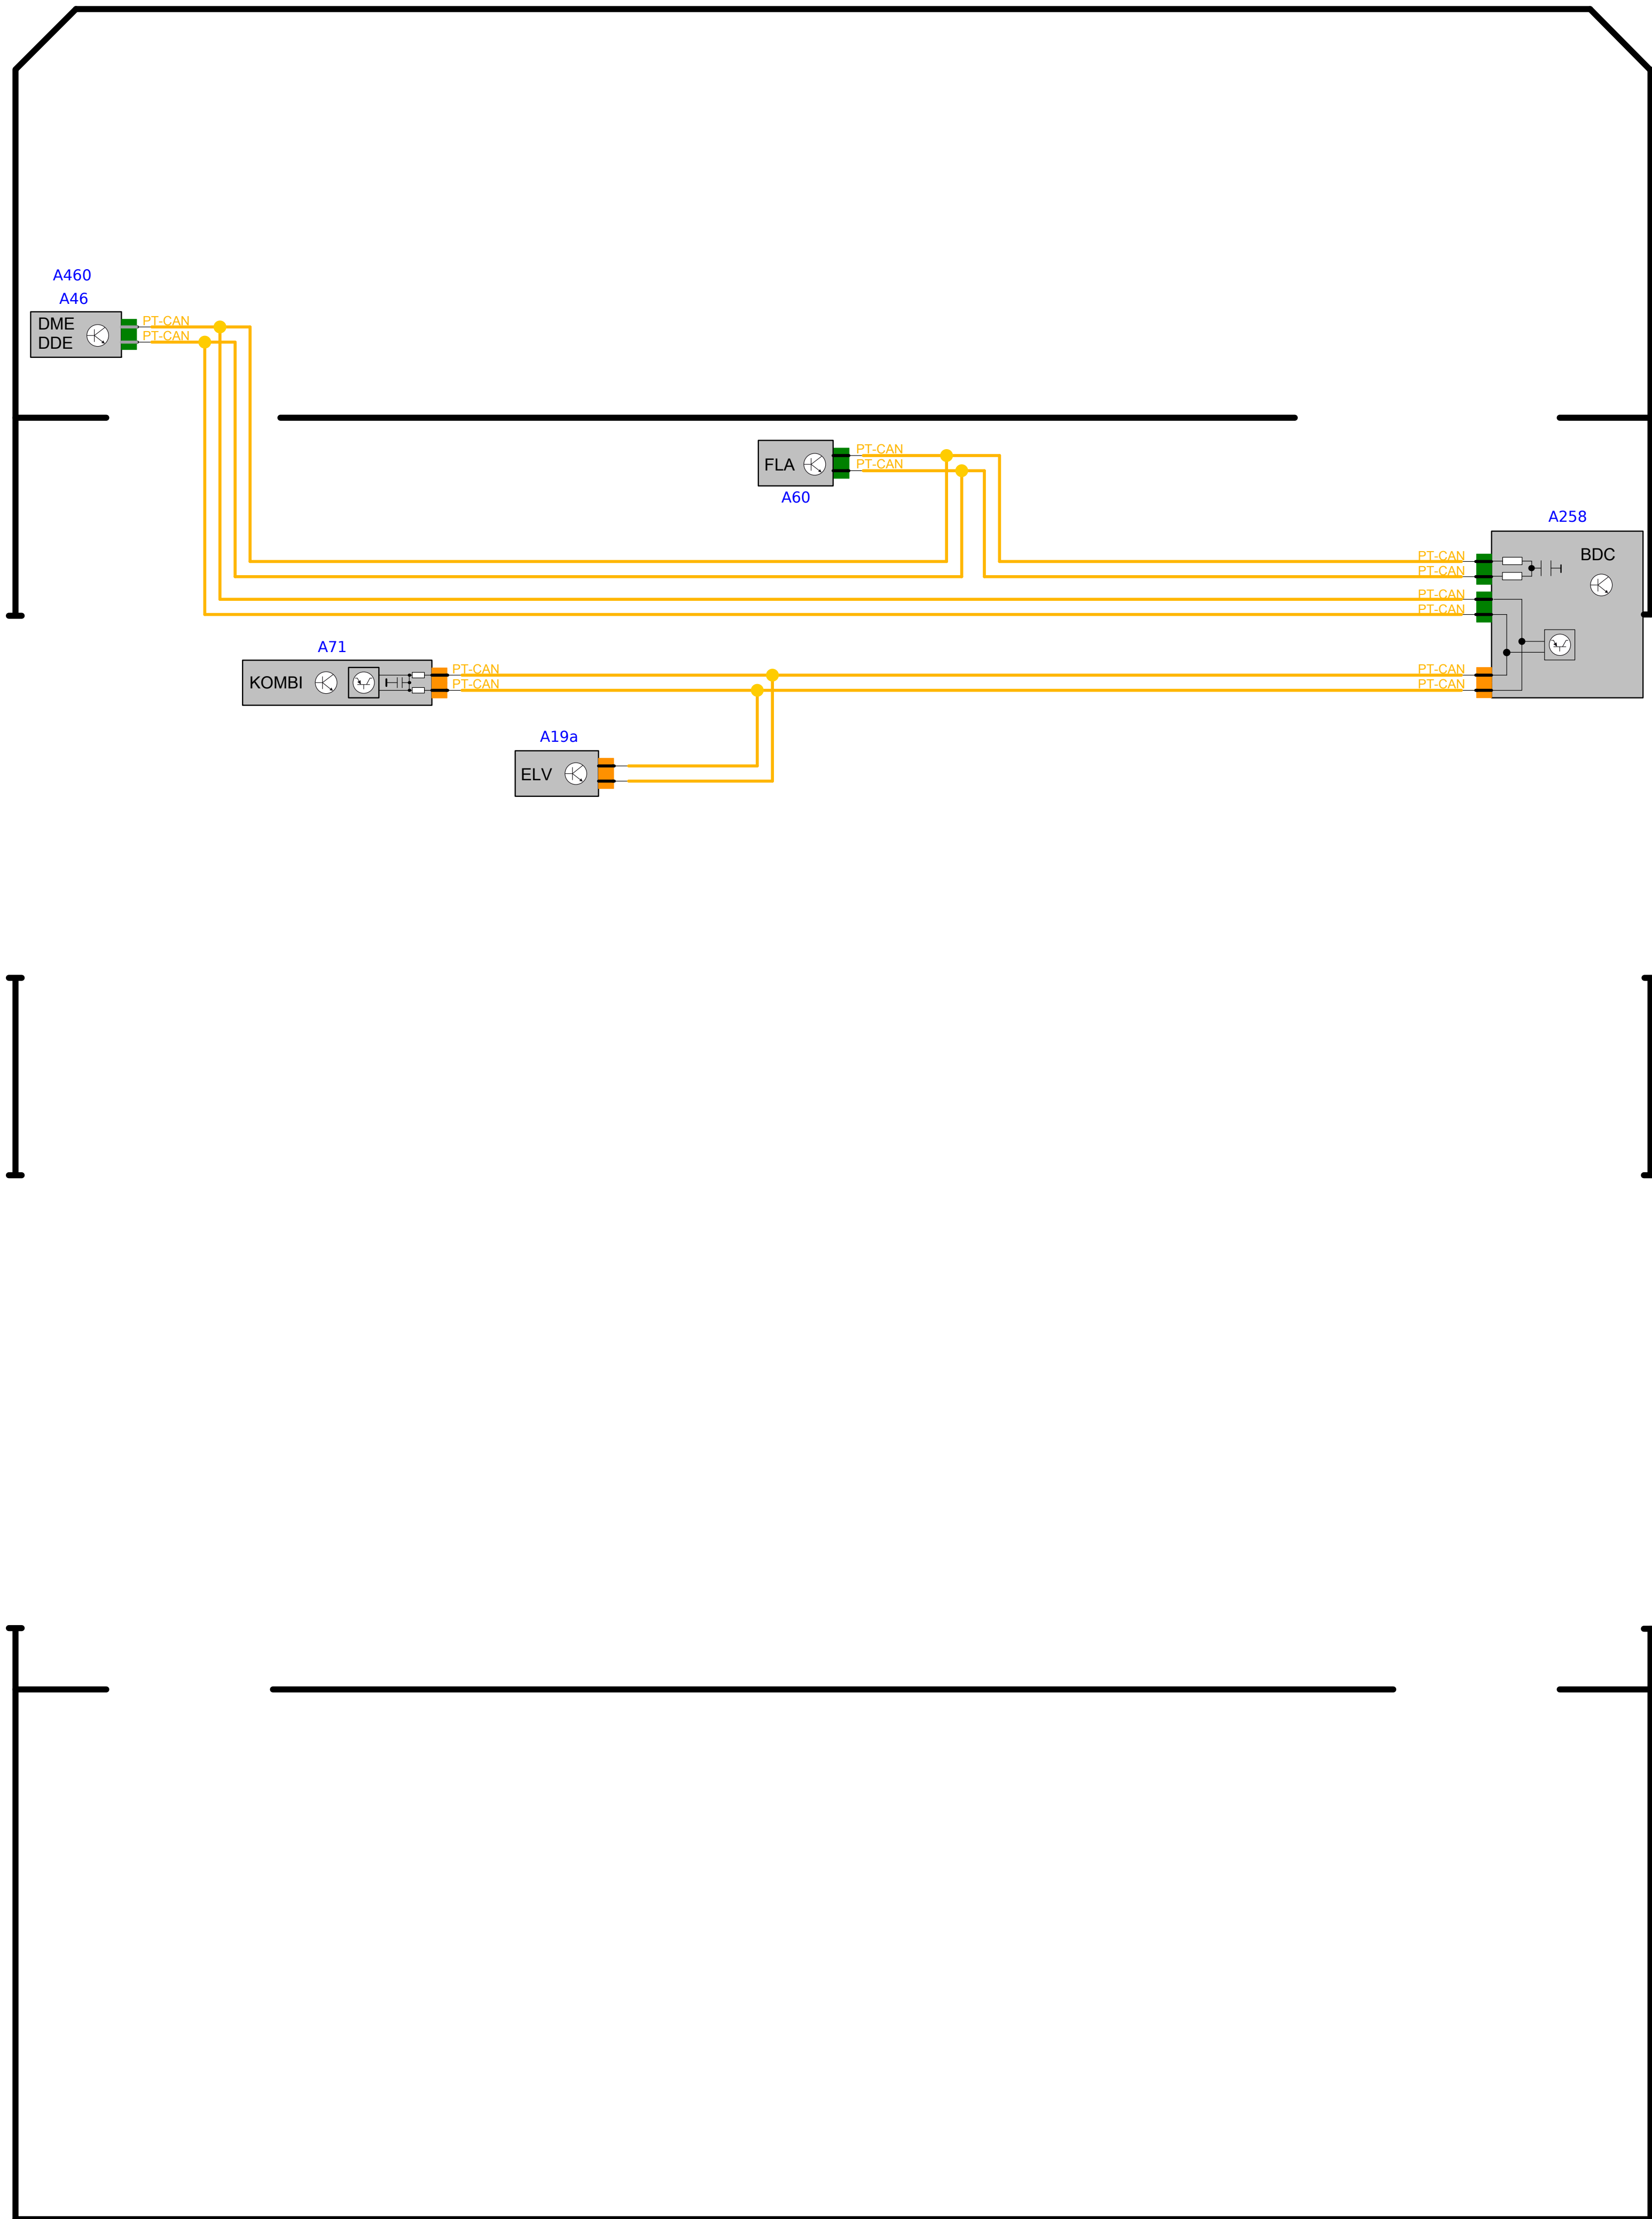 A460
A46
DME
DDE
PT-CAN
PT-CAN
FLA
PT-CAN
PT-CAN
A60
A258
BDC
PT-CAN
PT-CAN
PT-CAN
PT-CAN
A71
KOMBI
PT-CAN
PT-CAN
PT-CAN
PT-CAN
A19a
ELV